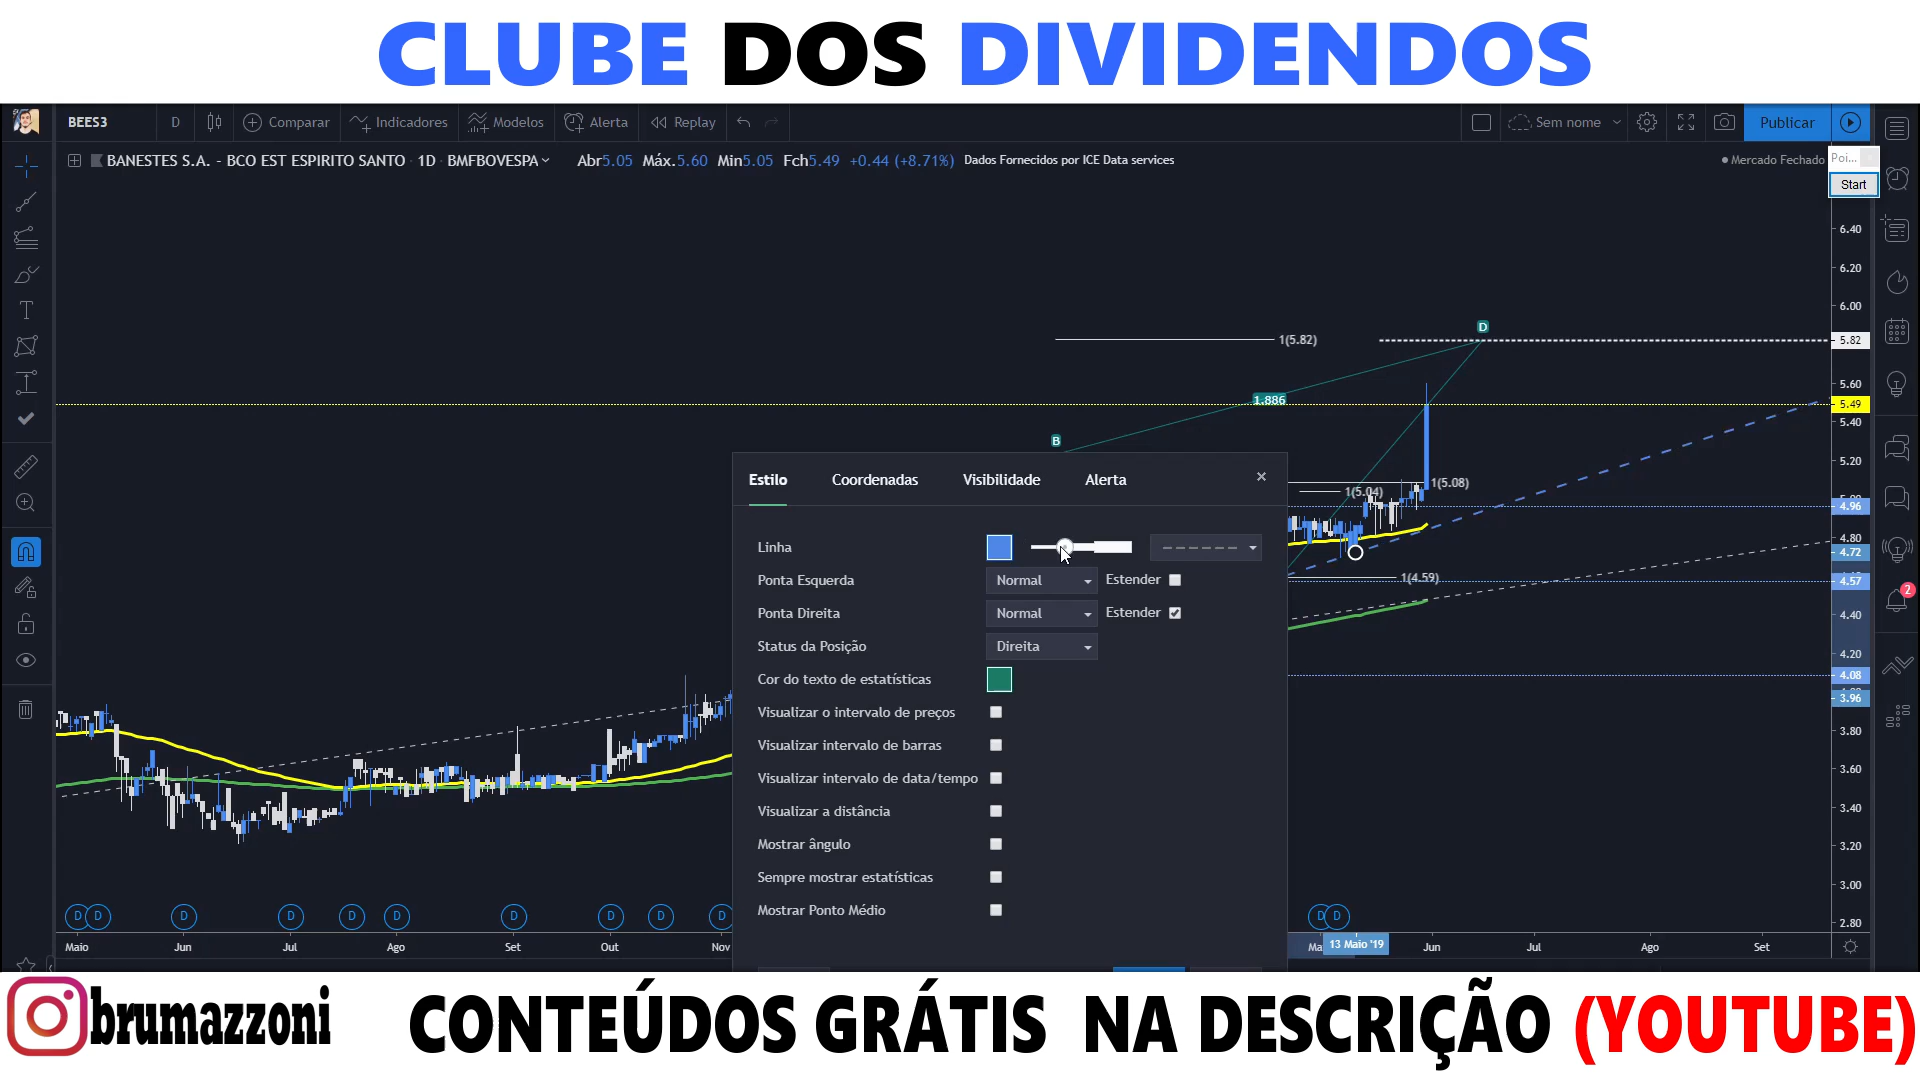 CLUBE DOS DIVIDENDOS
BEES3 D Comparar Indicadores Modelos Alerta Replay Sem nome Publicar
BANESTES S.A. - BCO EST ESPIRITO SANTO · 1D · BMFBOVESPA Abr5.05 Máx.5.60 Min5.05 Fch5.49 +0.44 (+8.71%) Dados Fornecidos por ICE Data services
Mercado Fechado Poi...
Start
6.40
6.20
6.00
D
1(5.82) 5.82
5.60
1.886 5.49
5.40
B
5.20
Estilo Coordenadas Visibilidade Alerta
1(5.08)
1(5.04)
4.96
4.80
Linha
4.72
Ponta Esquerda Normal Estender
1(4.59) 4.57
2
Ponta Direita Normal Estender
4.40
Status da Posição Direita
4.20
Cor do texto de estatísticas
4.08
3.96
Visualizar o intervalo de preços
3.80
Visualizar intervalo de barras
3.60
Visualizar intervalo de data/tempo
3.40
Visualizar a distância
3.20
Mostrar ângulo
3.00
Sempre mostrar estatísticas
Mostrar Ponto Médio
D D D D D D D D D D D D
2.80
Maio Jun Jul Ago Set Out Nov 13 Maio '19 Jun Jul Ago Set
brumazzoni CONTEÚDOS GRÁTIS NA DESCRIÇÃO (YOUTUBE)